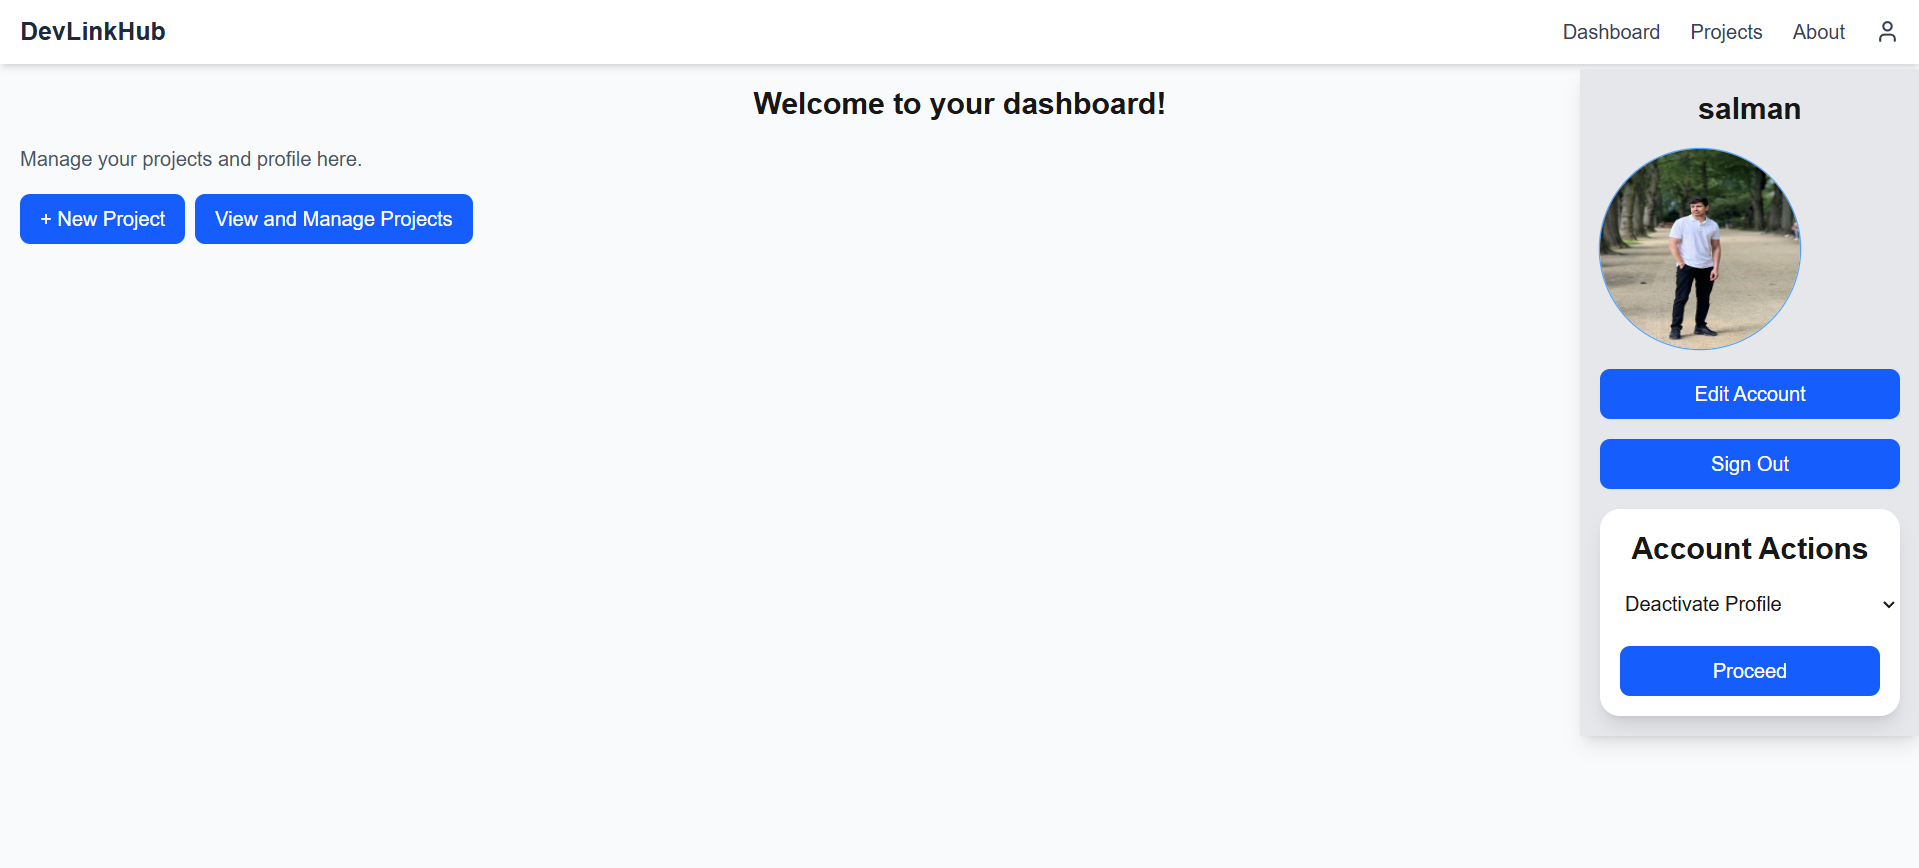 DevLinkHub
Dashboard Projects About
Welcome to your dashboard!
Manage your projects and profile here.
+ New Project
View and Manage Projects
salman
Edit Account
Sign Out
Account Actions
Deactivate Profile
Proceed